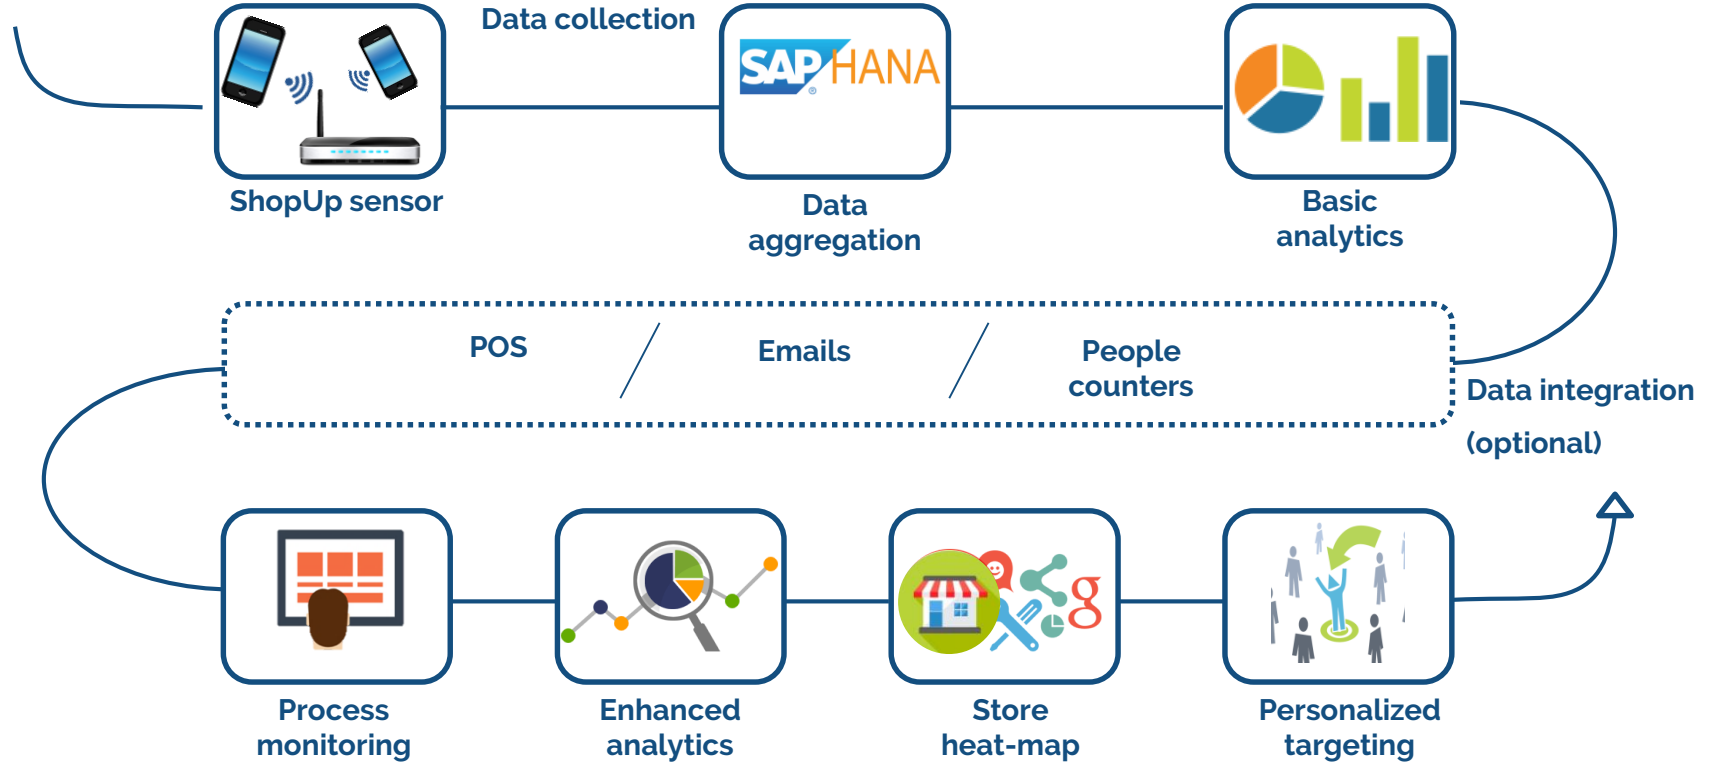 Data collection
SAP HANA
®
ShopUp sensor
Data
aggregation
Basic
analytics
POS
Emails
People
counters
Data integration
(optional)
g
Process
monitoring
Enhanced
analytics
Store
heat-map
Personalized
targeting